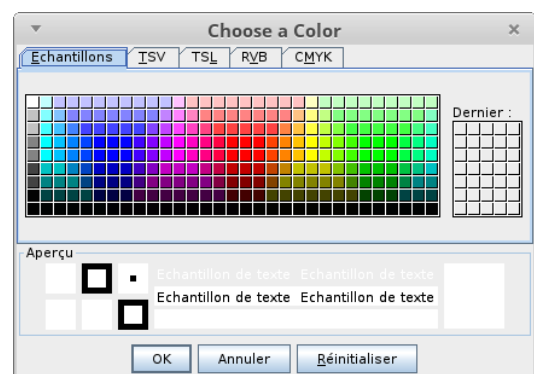 Choose a Color
Echantillons TSV TSL RVB CMYK
Dernier :
Aperçu
Echantillon de texte Echantillon de texte
Echantillon de texte Echantillon de texte
OK Annuler Réinitialiser